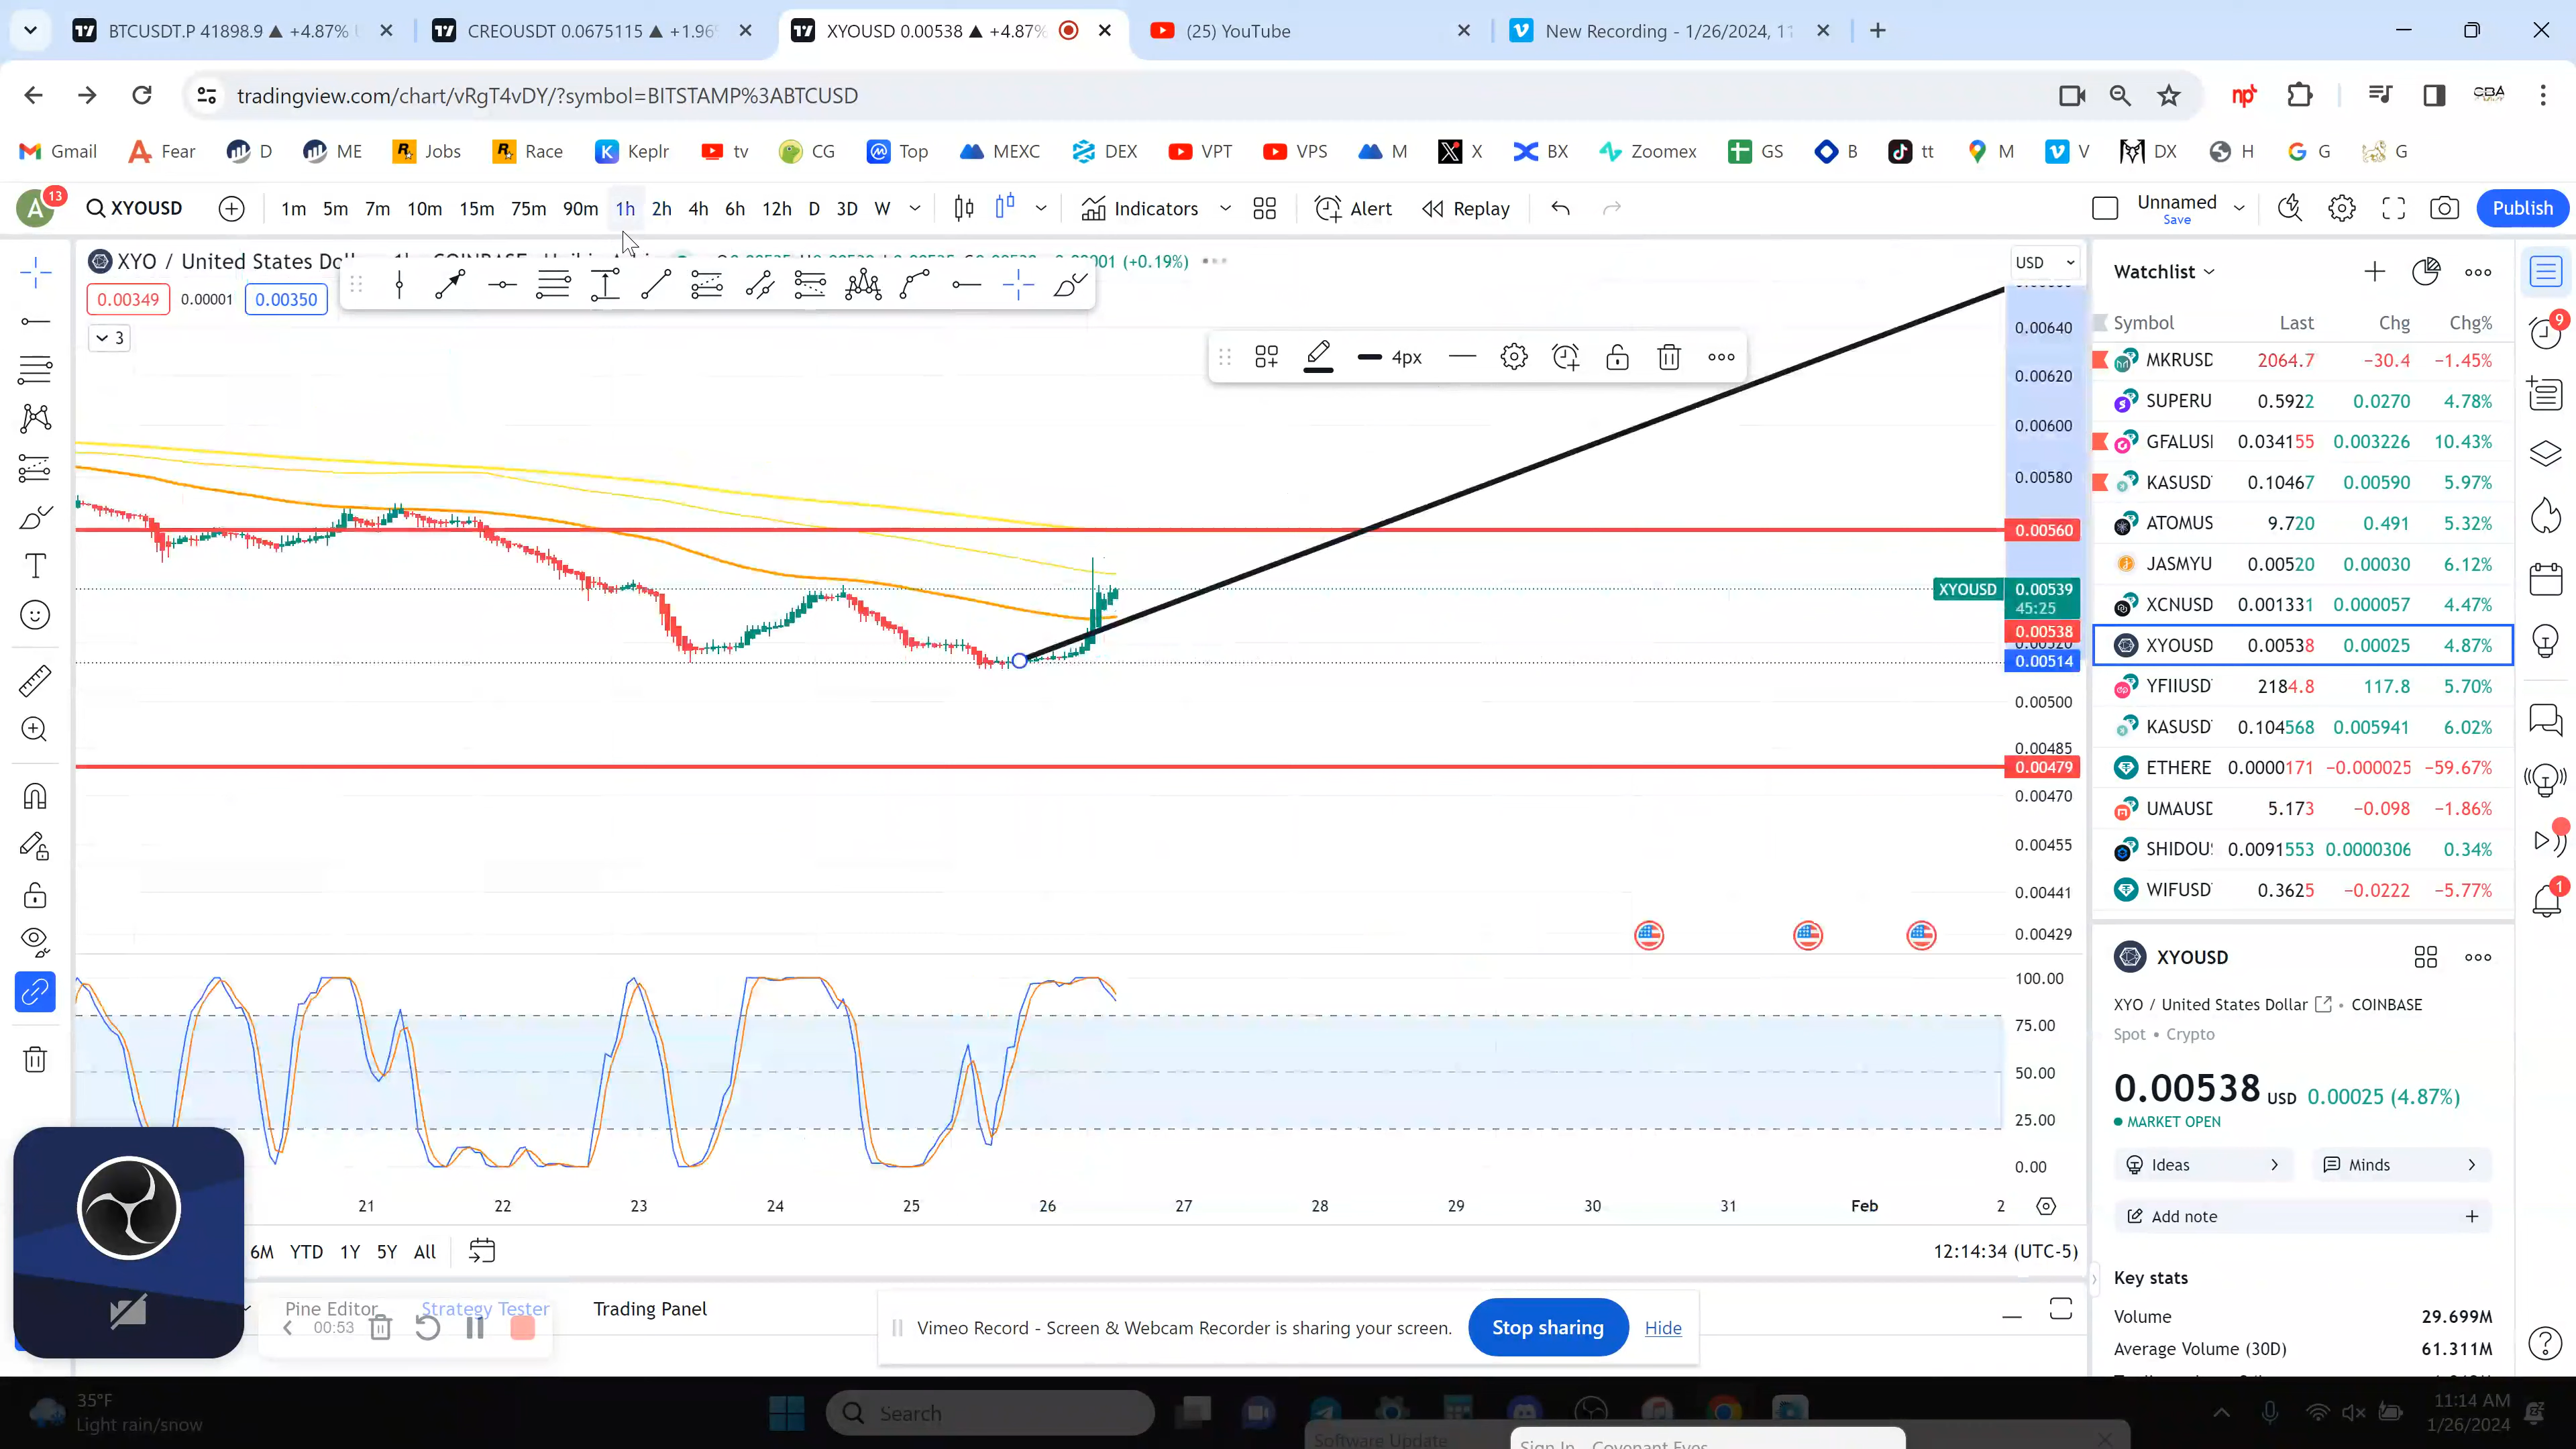 BTCUSDT.P 41898.9 ▲ +4.87%
CREOUSDT 0.0675115 ▲ +1.96
XYOUSD 0.00538 ▲ +4.87%
(25) YouTube
New Recording - 1/26/2024, 1
tradingview.com/chart/vRgT4vDY/?symbol=BITSTAMP%3ABTCUSD
Gmail Fear D ME Jobs Race Keplr tv CG Top MEXC DEX VPT VPS M X BX Zoomex GS B tt M V DX H G G
A 13 XYOUSD 1m 5m 7m 10m 15m 75m 90m 1h 2h 4h 6h 12h D 3D W Indicators Alert Replay Unnamed Save Publish
XYO / United States
(+0.19%)
USD
0.00349 0.00001 0.00350
3
4px
0.00640
0.00620
0.00600
0.00580
0.00560
XYOUSD 0.00539
45:25
0.00538
0.00514
0.00500
0.00485
0.00479
0.00470
0.00455
0.00441
0.00429
100.00
75.00
50.00
25.00
0.00
21 22 23 24 25 26 27 28 29 30 31 Feb 2
6M YTD 1Y 5Y All
12:14:34 (UTC-5)
Pine Editor Strategy Tester Trading Panel
00:53
Vimeo Record - Screen & Webcam Recorder is sharing your screen. Stop sharing Hide
Watchlist
Symbol Last Chg Chg%
MKRUSD 2064.7 −30.4 −1.45%
SUPERU 0.5922 0.0270 4.78%
GFALUSI 0.034155 0.003226 10.43%
KASUSD 0.10467 0.00590 5.97%
ATOMUS 9.720 0.491 5.32%
JASMYU 0.00520 0.00030 6.12%
XCNUSD 0.001331 0.000057 4.47%
XYOUSD 0.00538 0.00025 4.87%
YFIIUSD 2184.8 117.8 5.70%
KASUSD 0.104568 0.005941 6.02%
ETHERE 0.0000171 −0.000025 −59.67%
UMAUSD 5.173 −0.098 −1.86%
SHIDOU 0.0091553 0.0000306 0.34%
WIFUSD 0.3625 −0.0222 −5.77%
9
1
XYOUSD
XYO / United States Dollar • COINBASE
Spot • Crypto
0.00538 USD 0.00025 (4.87%)
MARKET OPEN
Ideas Minds
Add note
Key stats
Volume 29.699M
Average Volume (30D) 61.311M
35°F
Light rain/snow
Search
Software Update
Sign In - Covenant Eyes
11:14 AM
1/26/2024